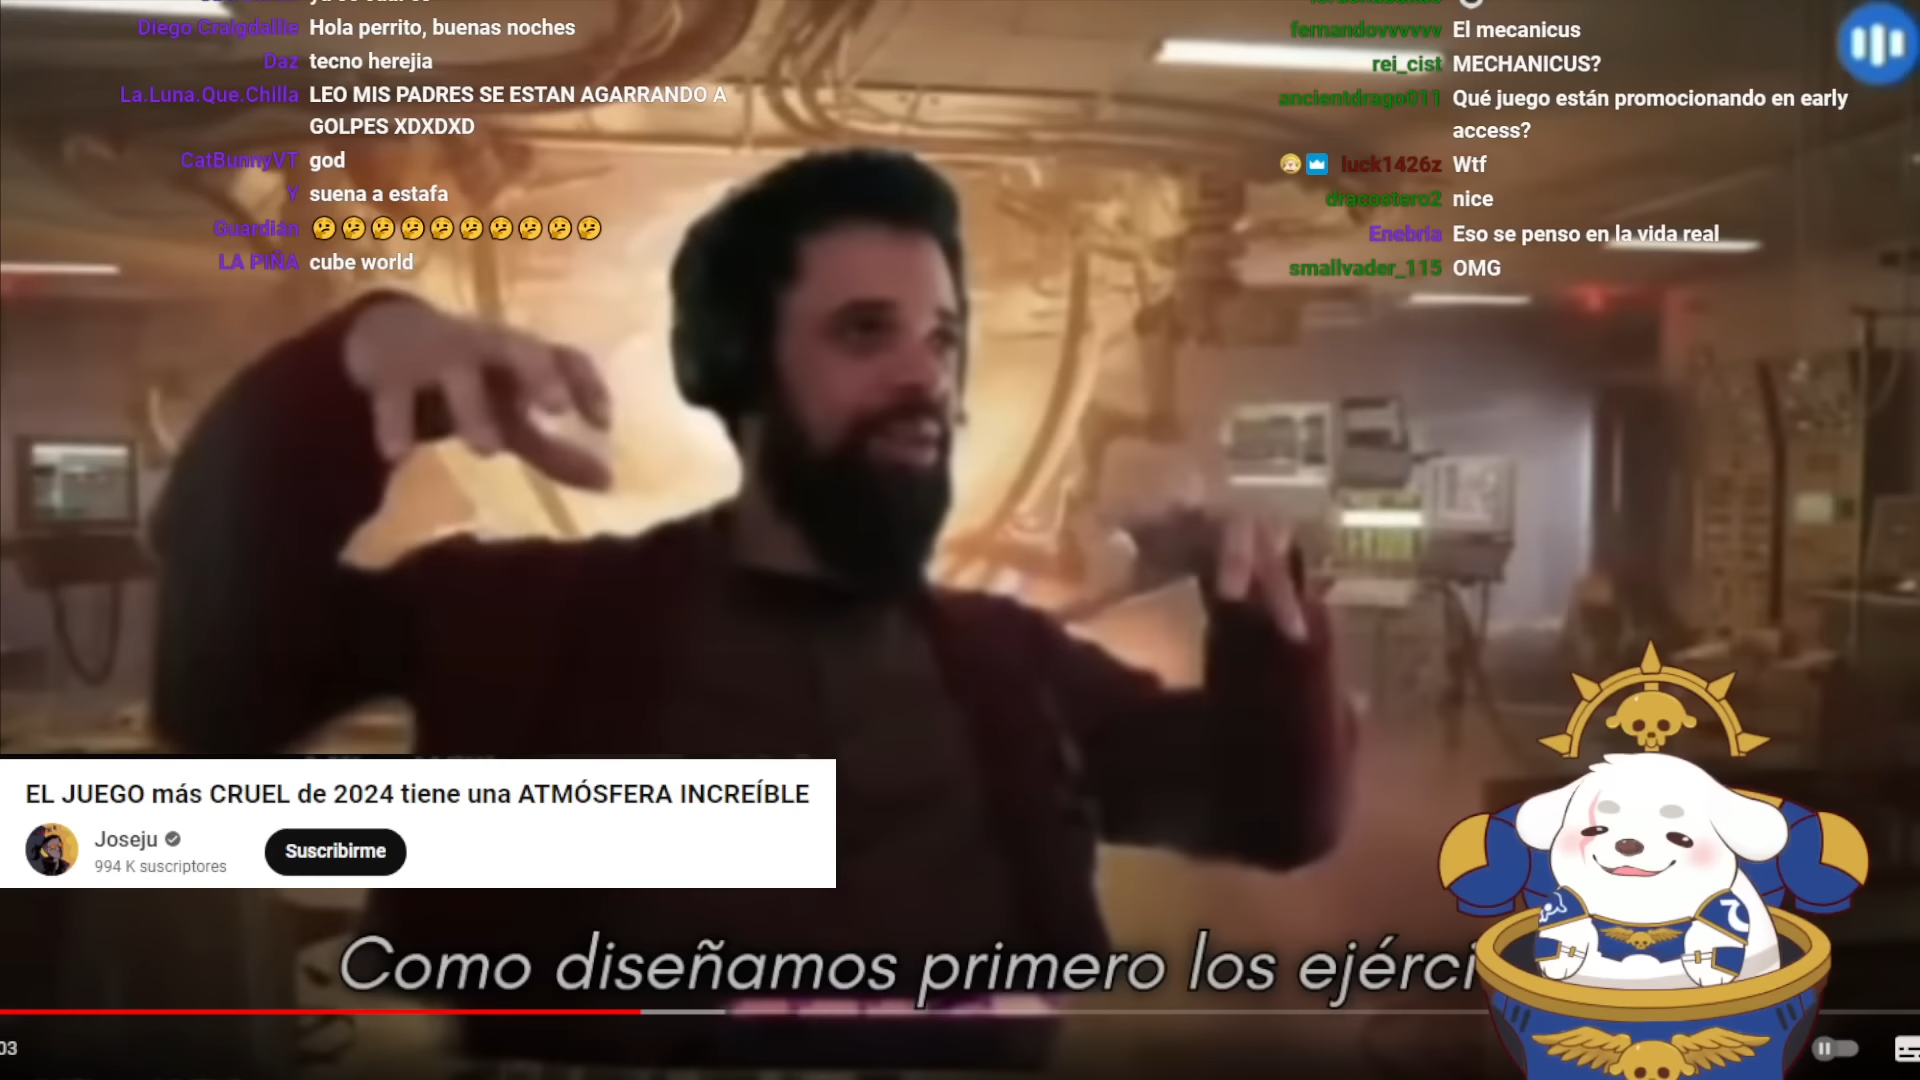 Diego Craigdallie Hola perrito, buenas noches
Daz tecno herejia
La.Luna.Que.Chilla LEO MIS PADRES SE ESTAN AGARRANDO A
GOLPES XDXDXD
CatBunnyVT god
Y suena a estafa
Guardian 🤔🤔🤔🤔🤔🤔🤔🤔🤔🤔
LA PIÑA cube world
fernandovvvvvv El mecanicus
rei_cist MECHANICUS?
ancientdrago011 Qué juego están promocionando en early
access?
luck1426z Wtf
dracostero2 nice
Enebria Eso se penso en la vida real
smallvader_115 OMG
EL JUEGO más CRUEL de 2024 tiene una ATMÓSFERA INCREÍBLE
Joseju
994 K suscriptores
Suscribirme
Como diseñamos primero los ejérci
03